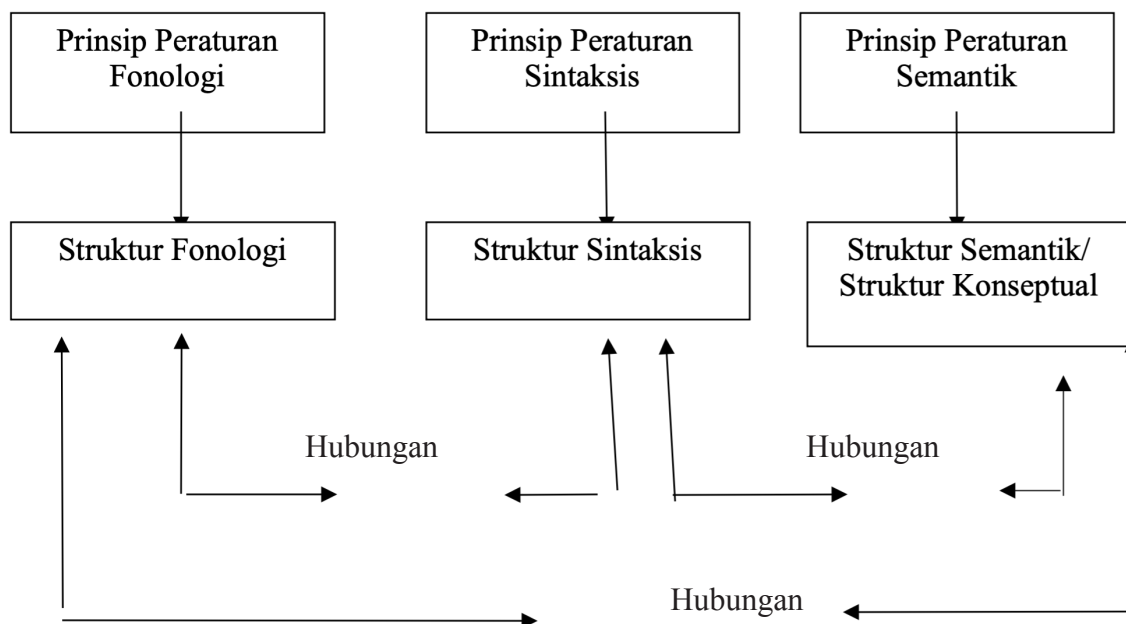 Prinsip Peraturan
Fonologi
Prinsip Peraturan
Sintaksis
Prinsip Peraturan
Semantik
Struktur Fonologi
Struktur Sintaksis
Struktur Semantik/
Struktur Konseptual
Hubungan
Hubungan
Hubungan